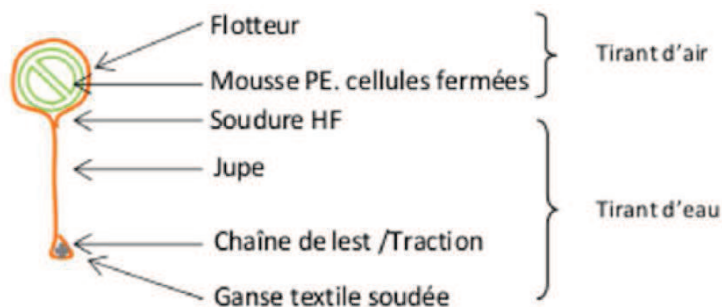 Flotteur
Mousse PE. cellules fermées
Tirant d'air
Soudure HF
Jupe
Chaîne de lest /Traction
Ganse textile soudée
Tirant d'eau